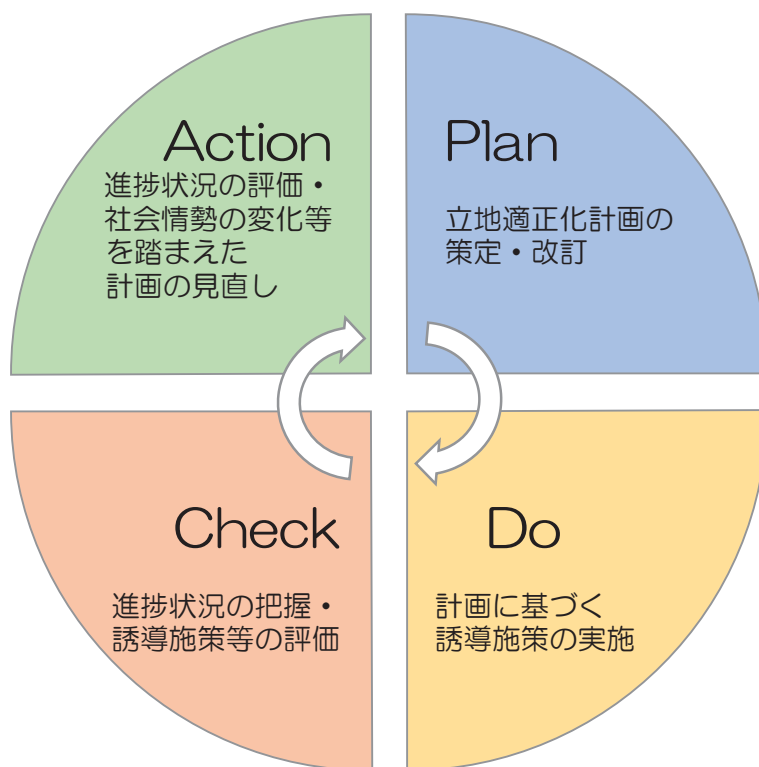 Action
進捗状況の評価・
社会情勢の変化等
を踏まえた
計画の見直し
Plan
立地適正化計画の
策定・改訂
Check
進捗状況の把握・
誘導施策等の評価
Do
計画に基づく
誘導施策の実施